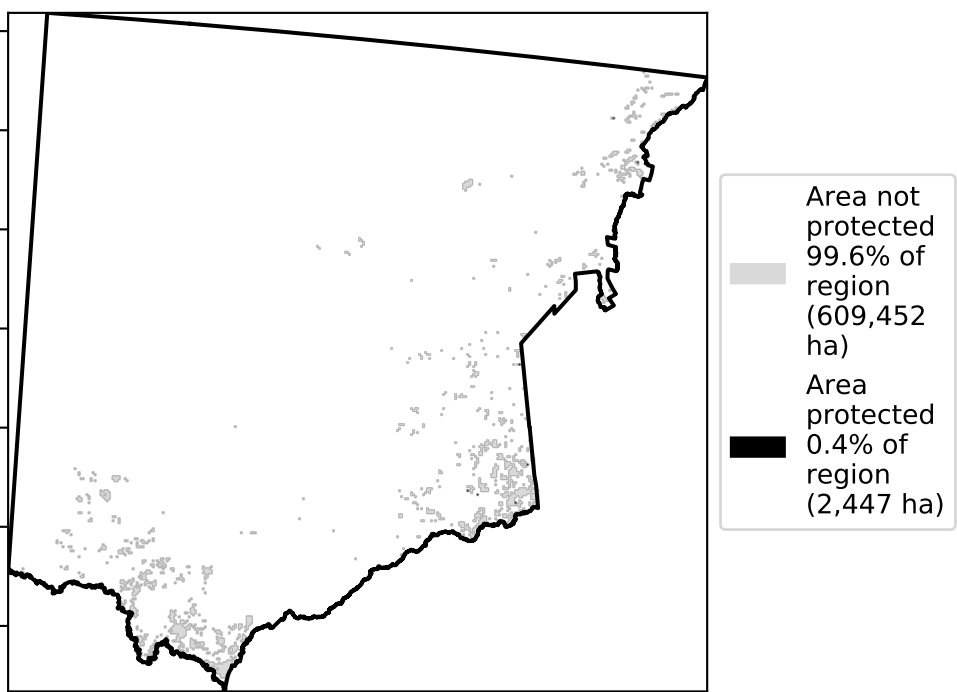 Area not
protected
99.6% of
region
(609,452
ha)
Area
protected
0.4% of
region
(2,447 ha)